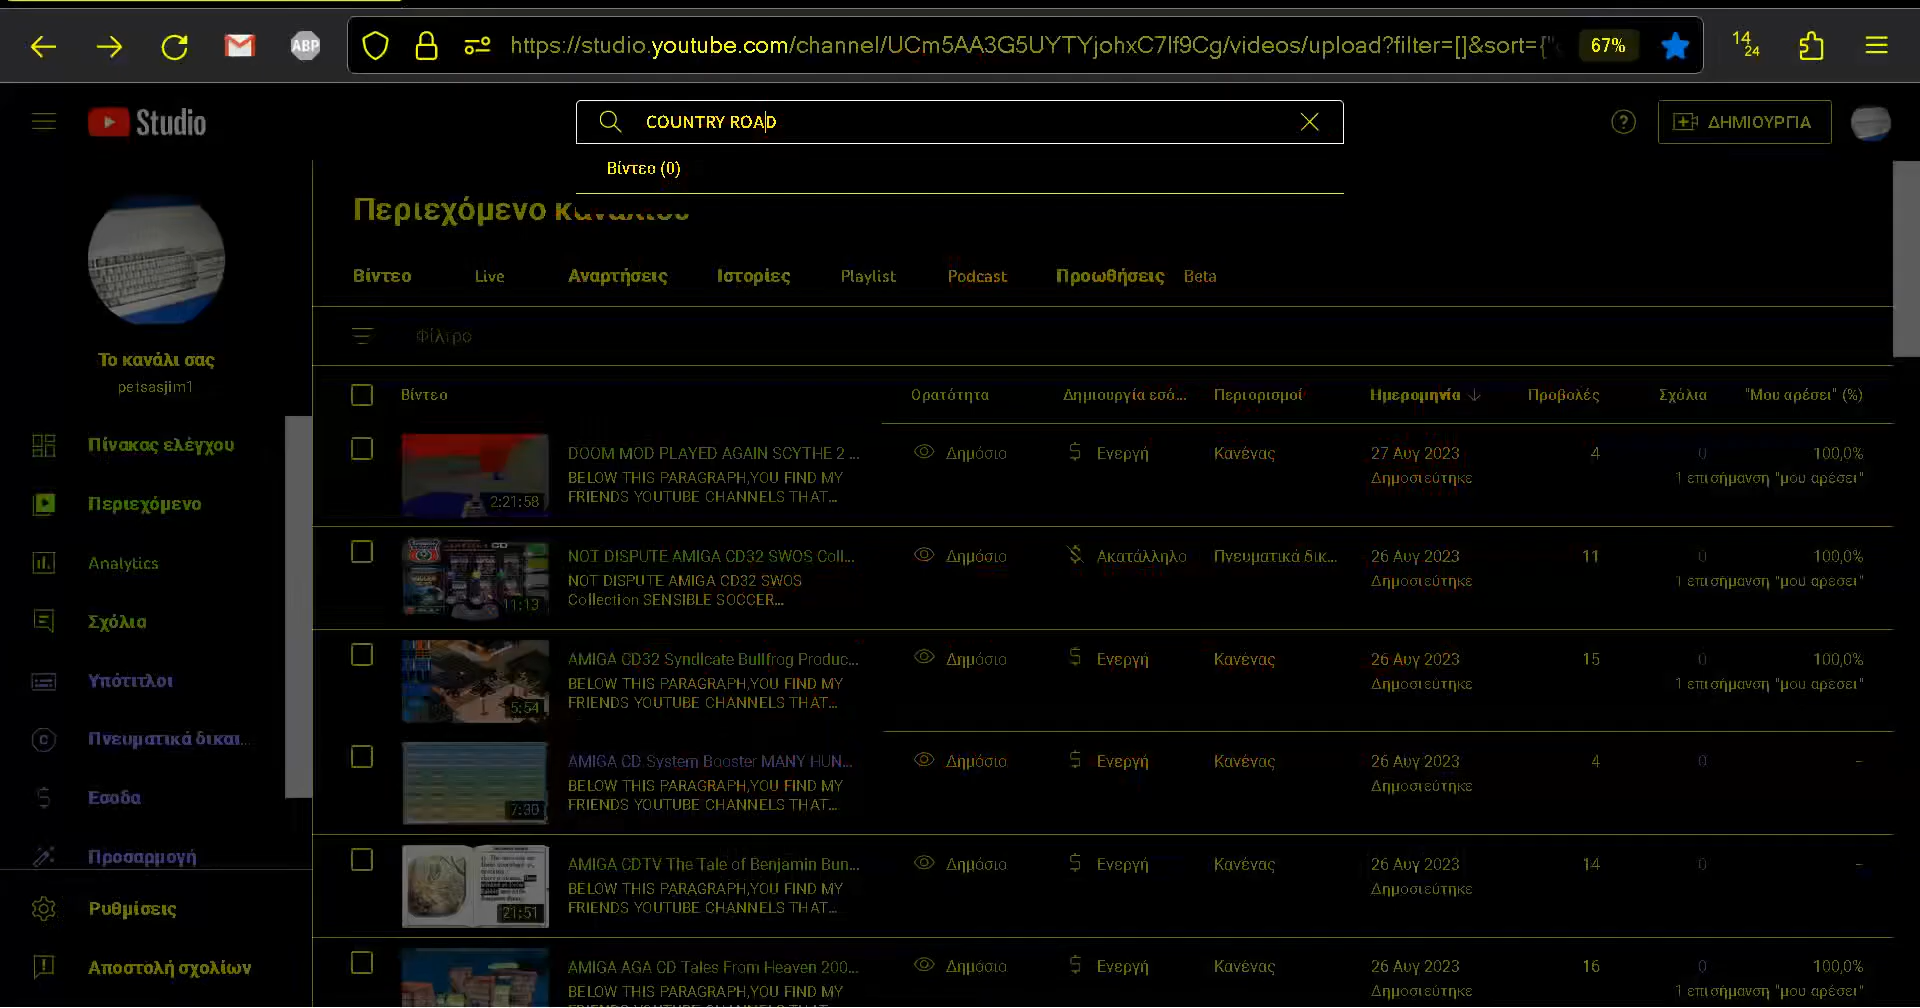 ABP
https://studio.youtube.com/channel/UCm5AA3G5UYTYjohxC7lf9Cg/videos/upload?filter=[]&sort={"
67%
14
24
Studio
COUNTRY ROAD
ΔΗΜΙΟΥΡΓΙΑ
Βίντεο (0)
Περιεχόμενο καναλιού
Βίντεο Live Αναρτήσεις Ιστορίες Playlist Podcast Προωθήσεις Beta
Φίλτρο
Το κανάλι σας
petsasjim1
Πίνακας ελέγχου
Περιεχόμενο
Analytics
Σχόλια
Υπότιτλοι
Πνευματικά δικαι...
Έσοδα
Προσαρμογή
Ρυθμίσεις
Αποστολή σχολίων
Βίντεο Ορατότητα Δημιουργία εσό... Περιορισμοί Ημερομηνία Προβολές Σχόλια "Μου αρέσει" (%)
DOOM MOD PLAYED AGAIN SCYTHE 2 ... Δημόσιο Ενεργή Κανένας 27 Αυγ 2023 4 0 100,0%
BELOW THIS PARAGRAPH,YOU FIND MY Δημοσιεύτηκε 1 επισήμανση "μου αρέσει"
2:21:58 FRIENDS YOUTUBE CHANNELS THAT...
NOT DISPUTE AMIGA CD32 SWOS Coll... Δημόσιο Ακατάλληλο Πνευματικά δικ... 26 Αυγ 2023 11 0 100,0%
NOT DISPUTE AMIGA CD32 SWOS Δημοσιεύτηκε 1 επισήμανση "μου αρέσει"
11:13 Collection SENSIBLE SOCCER...
AMIGA CD32 Syndicate Bullfrog Produc... Δημόσιο Ενεργή Κανένας 26 Αυγ 2023 15 0 100,0%
BELOW THIS PARAGRAPH,YOU FIND MY Δημοσιεύτηκε 1 επισήμανση "μου αρέσει"
5:54 FRIENDS YOUTUBE CHANNELS THAT...
AMIGA CD System Booster MANY HUN... Δημόσιο Ενεργή Κανένας 26 Αυγ 2023 4 0 –
BELOW THIS PARAGRAPH,YOU FIND MY Δημοσιεύτηκε
7:30 FRIENDS YOUTUBE CHANNELS THAT...
AMIGA CDTV The Tale of Benjamin Bun... Δημόσιο Ενεργή Κανένας 26 Αυγ 2023 14 0 –
BELOW THIS PARAGRAPH,YOU FIND MY Δημοσιεύτηκε
21:51 FRIENDS YOUTUBE CHANNELS THAT...
AMIGA AGA CD Tales From Heaven 200... Δημόσιο Ενεργή Κανένας 26 Αυγ 2023 16 0 100,0%
BELOW THIS PARAGRAPH,YOU FIND MY Δημοσιεύτηκε 1 επισήμανση "μου αρέσει"